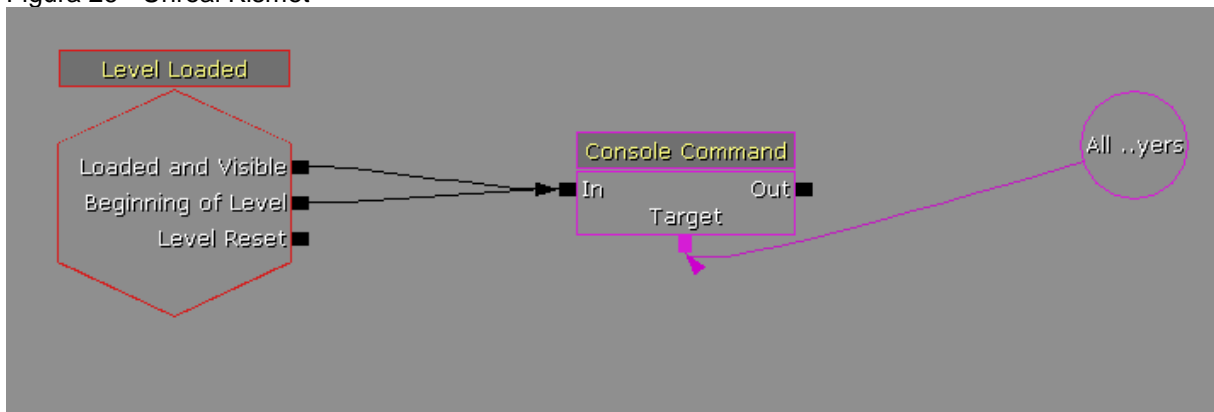 Level Loaded
Loaded and Visible
Beginning of Level
Level Reset
Console Command
In Out
Target
All ..yers